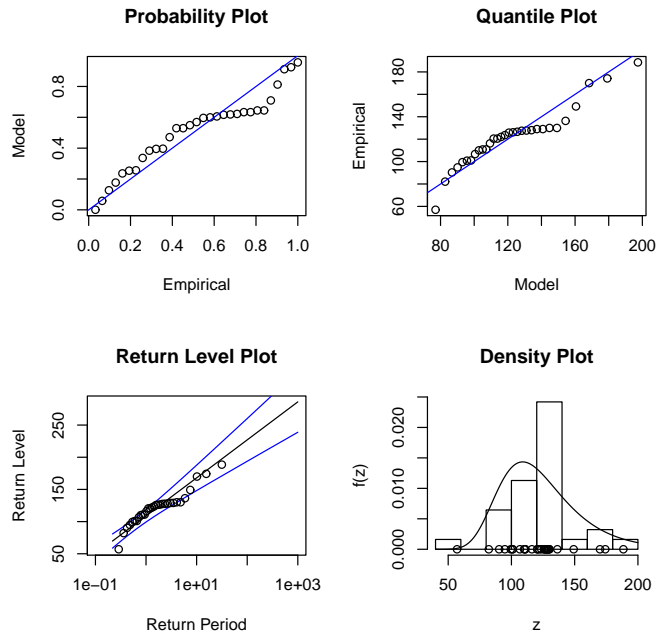 Probability Plot
Model
0.0 0.4 0.8
0.0 0.2 0.4 0.6 0.8 1.0
Empirical
Quantile Plot
Empirical
60 100 140 180
80 120 160 200
Model
Return Level Plot
Return Level
50 150 250
1e−01 1e+01 1e+03
Return Period
Density Plot
f(z)
0.000 0.010 0.020
50 100 150 200
z